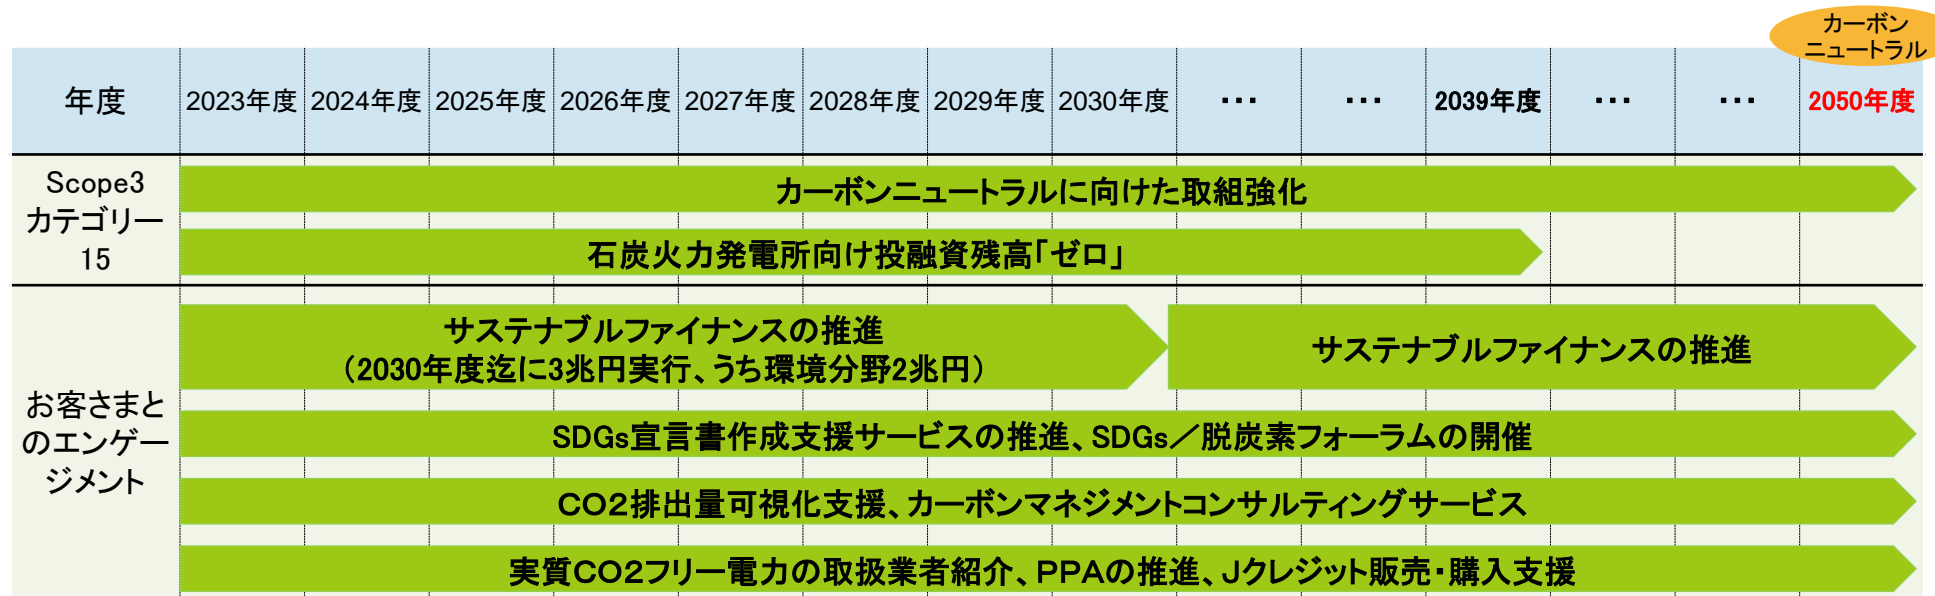 カーボン
ニュートラル
年度
2023年度
2024年度
2025年度
2026年度
2027年度
2028年度
2029年度
2030年度
・・・
・・・
2039年度
・・・
・・・
2050年度
Scope3
カテゴリー
15
カーボンニュートラルに向けた取組強化
石炭火力発電所向け投融資残高「ゼロ」
お客さまと
のエンゲー
ジメント
サステナブルファイナンスの推進
（2030年度迄に3兆円実行、うち環境分野2兆円）
サステナブルファイナンスの推進
SDGs宣言書作成支援サービスの推進、SDGs／脱炭素フォーラムの開催
CO2排出量可視化支援、カーボンマネジメントコンサルティングサービス
実質CO2フリー電力の取扱業者紹介、PPAの推進、Jクレジット販売・購入支援